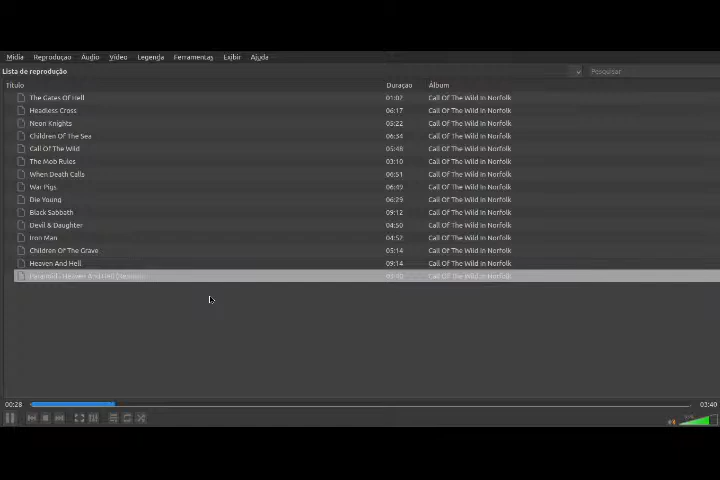 Mídia Reprodução Áudio Vídeo Legenda Ferramentas Exibir Ajuda
Lista de reprodução Pesquisar
Título Duração Álbum
The Gates Of Hell 01:07 Call Of The Wild In Norfolk
Headless Cross 06:17 Call Of The Wild In Norfolk
Neon Knights 05:22 Call Of The Wild In Norfolk
Children Of The Sea 06:34 Call Of The Wild In Norfolk
Call Of The Wild 05:48 Call Of The Wild In Norfolk
The Mob Rules 03:10 Call Of The Wild In Norfolk
When Death Calls 06:51 Call Of The Wild In Norfolk
War Pigs 06:49 Call Of The Wild In Norfolk
Die Young 06:29 Call Of The Wild In Norfolk
Black Sabbath 09:12 Call Of The Wild In Norfolk
Devil & Daughter 04:50 Call Of The Wild In Norfolk
Iron Man 04:52 Call Of The Wild In Norfolk
Children Of The Grave 05:14 Call Of The Wild In Norfolk
Heaven And Hell 09:14 Call Of The Wild In Norfolk
Paranoid - Heaven And Hell 03:40 Call Of The Wild In Norfolk
00:28 03:40